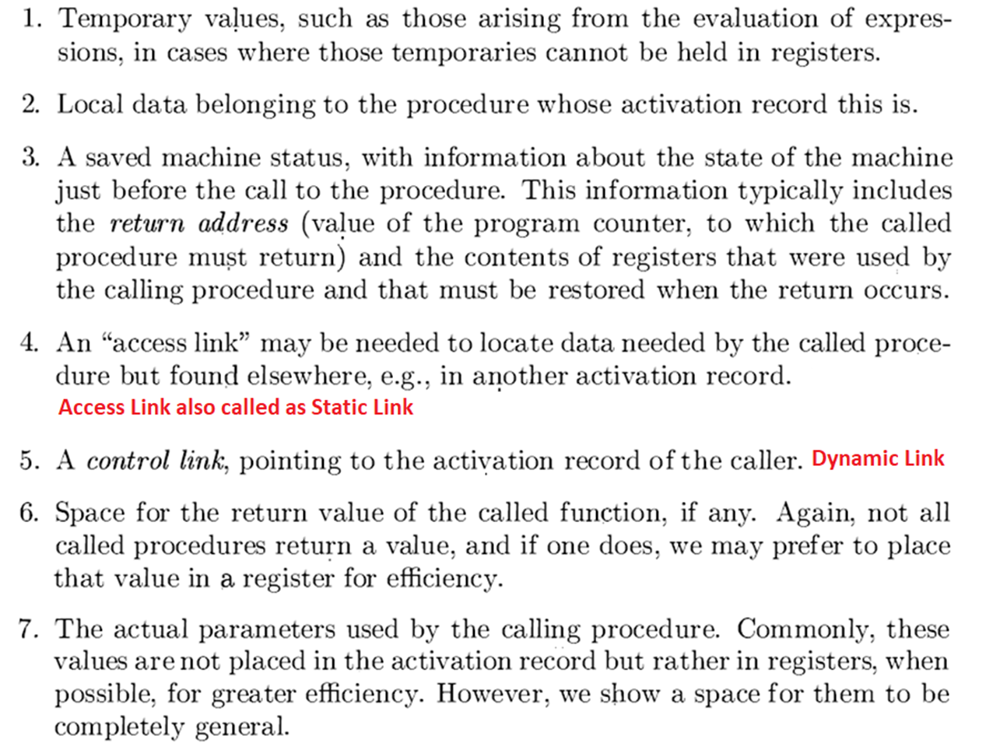 1. Temporary values, such as those arising from the evaluation of expres-
sions, in cases where those temporaries cannot be held in registers.
2. Local data belonging to the procedure whose activation record this is.
3. A saved machine status, with information about the state of the machine
just before the call to the procedure. This information typically includes
the return address (value of the program counter, to which the called
procedure must return) and the contents of registers that were used by
the calling procedure and that must be restored when the return occurs.
4. An “access link” may be needed to locate data needed by the called proce-
dure but found elsewhere, e.g., in another activation record.
Access Link also called as Static Link
5. A control link, pointing to the activation record of the caller. Dynamic Link
6. Space for the return value of the called function, if any. Again, not all
called procedures return a value, and if one does, we may prefer to place
that value in a register for efficiency.
7. The actual parameters used by the calling procedure. Commonly, these
values are not placed in the activation record but rather in registers, when
possible, for greater efficiency. However, we show a space for them to be
completely general.